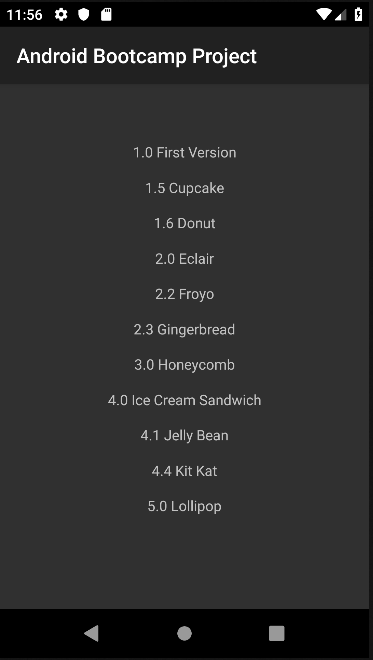 11:56
Android Bootcamp Project
1.0 First Version
1.5 Cupcake
1.6 Donut
2.0 Eclair
2.2 Froyo
2.3 Gingerbread
3.0 Honeycomb
4.0 Ice Cream Sandwich
4.1 Jelly Bean
4.4 Kit Kat
5.0 Lollipop